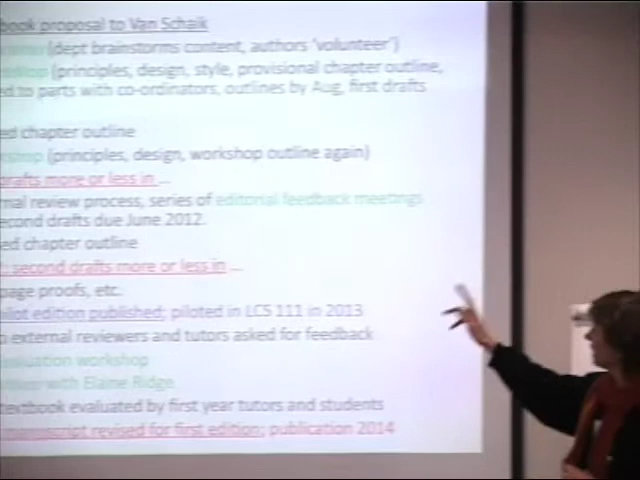 book proposal to Van Schaik
(dept brainstorms content, authors 'volunteer')
(principles, design, style, provisional chapter outline,
ed to parts with co-ordinators, outlines by Aug, first drafts
ed chapter outline
(principles, design, workshop outline again)
drafts more or less in ...
nal review process, series of editorial feedback meetings
econd drafts due June 2012.
ed chapter outline
second drafts more or less in ...
page proofs, etc.
ilot edition published; piloted in LCS 111 in 2013
o external reviewers and tutors asked for feedback
aluation workshop
with Elaine Ridge
textbook evaluated by first year tutors and students
nuscript revised for first edition; publication 2014